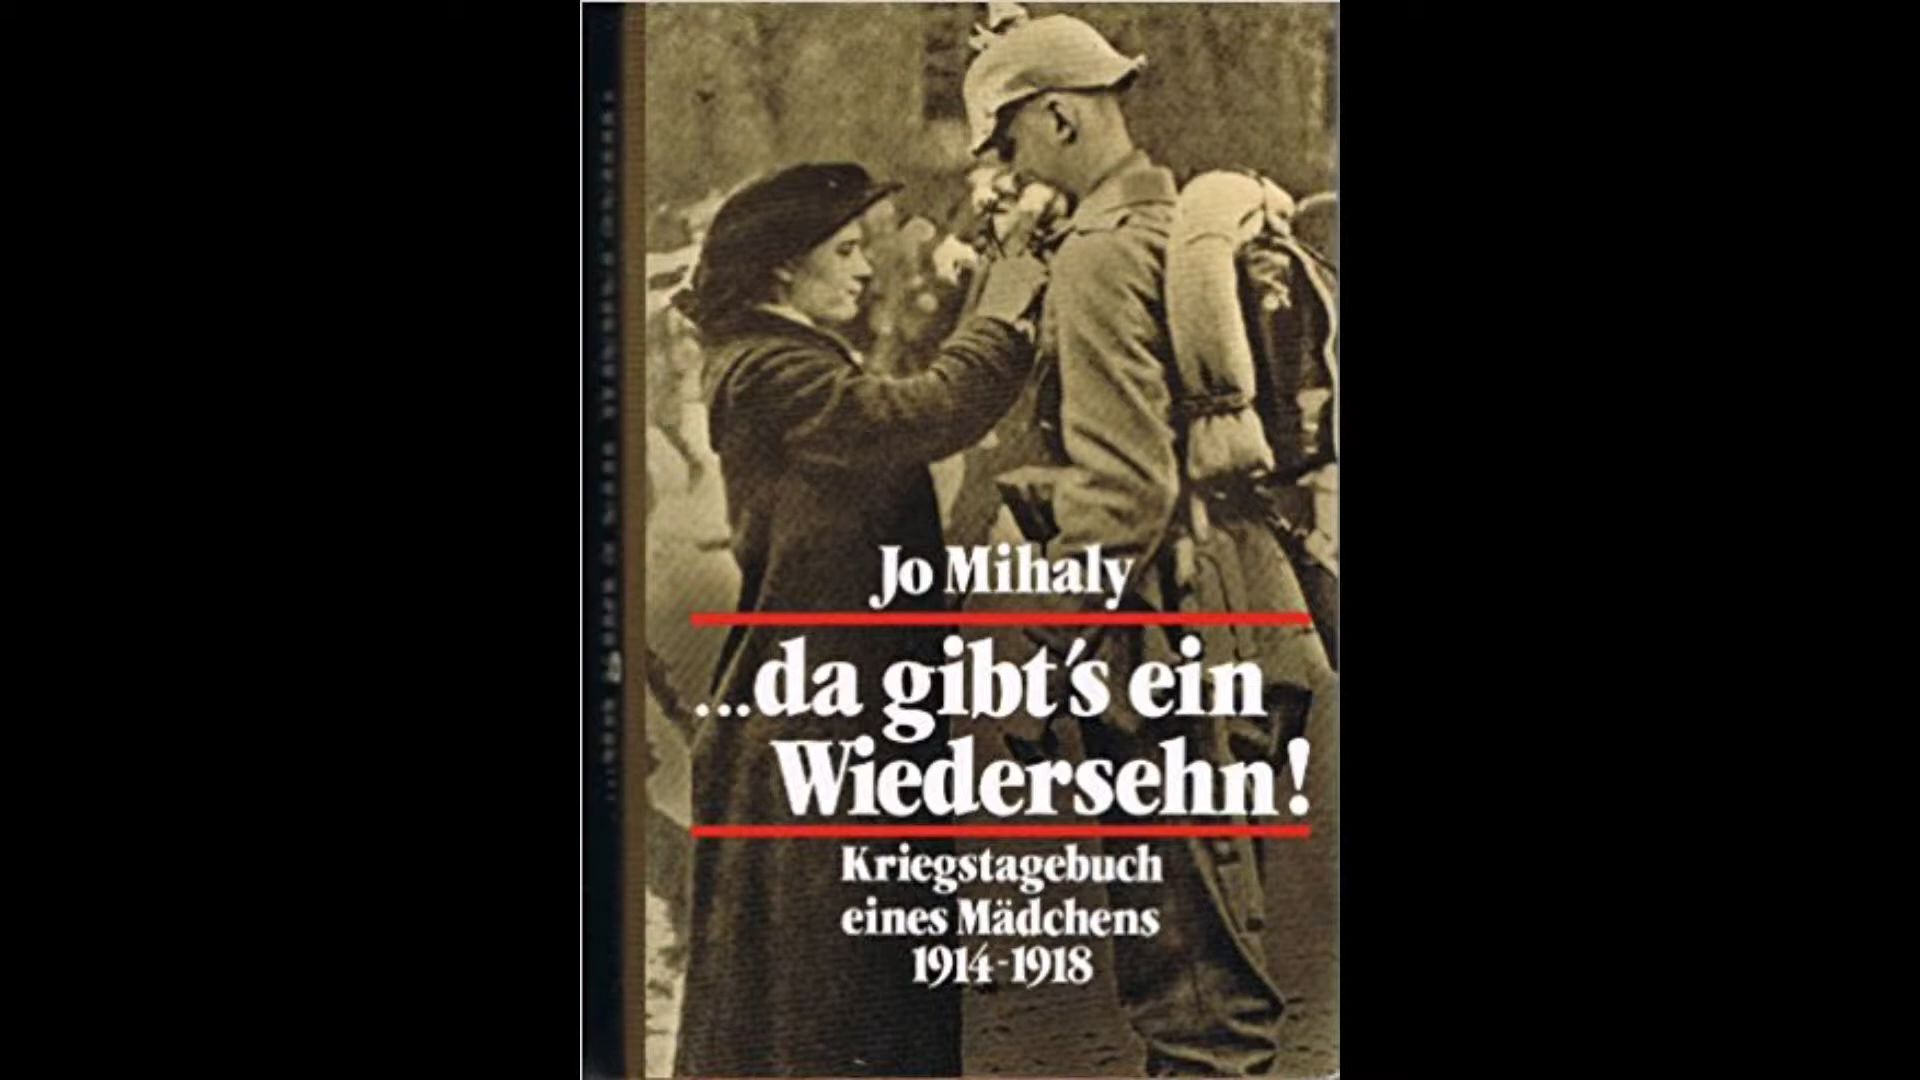 Jo Mihaly
...da gibt's ein
Wiedersehn!
Kriegstagebuch
eines Mädchens
1914-1918